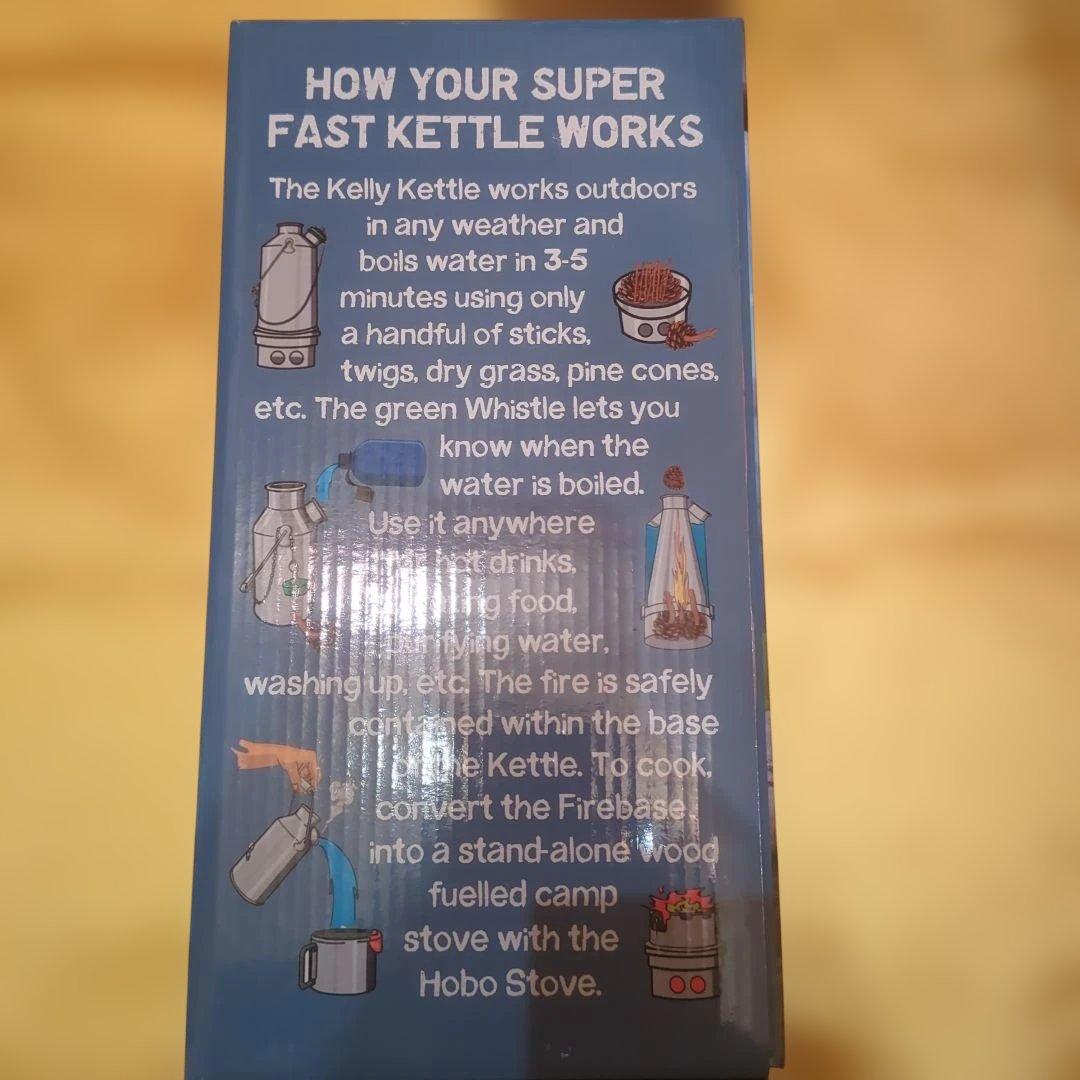 HOW YOUR SUPER
FAST KETTLE WORKS
The Kelly Kettle works outdoors
in any weather and
boils water in 3-5
minutes using only
a handful of sticks,
twigs, dry grass, pine cones,
etc. The green Whistle lets you
know when the
water is boiled.
Use it anywhere
for hot drinks,
food,
purifying water,
washing up, etc. The fire is safely
contained within the base
of the Kettle. To cook,
convert the Firebase
into a stand-alone wood
fuelled camp
stove with the
Hobo Stove.